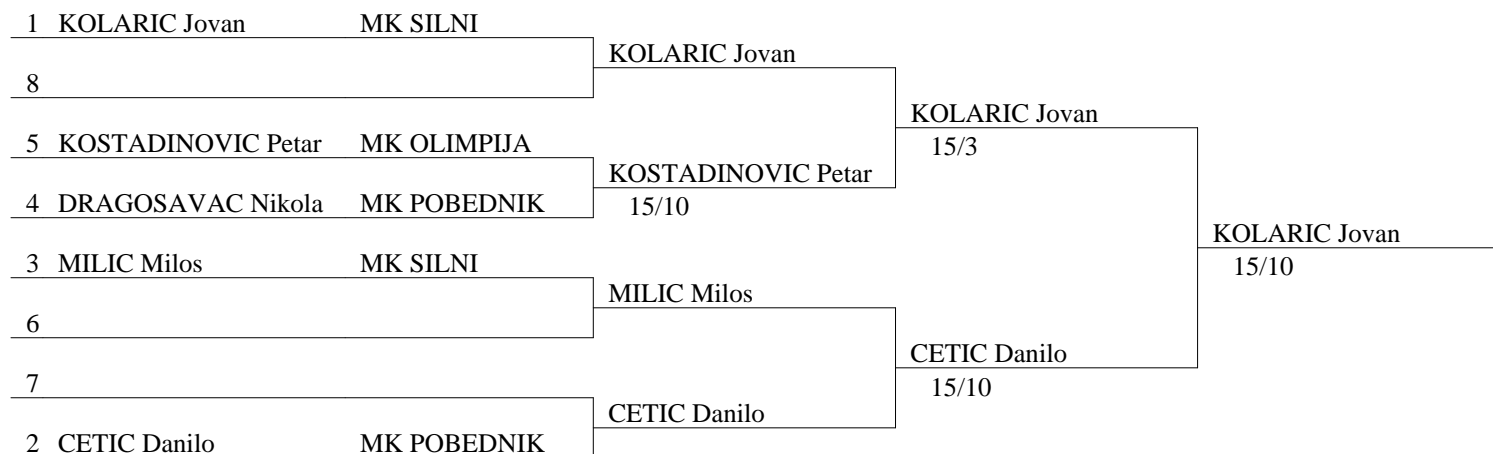 1 KOLARIC Jovan MK SILNI
KOLARIC Jovan
8
KOLARIC Jovan
5 KOSTADINOVIC Petar MK OLIMPIJA
15/3
KOSTADINOVIC Petar
4 DRAGOSAVAC Nikola MK POBEDNIK
15/10
KOLARIC Jovan
3 MILIC Milos MK SILNI
15/10
MILIC Milos
6
CETIC Danilo
7
15/10
CETIC Danilo
2 CETIC Danilo MK POBEDNIK